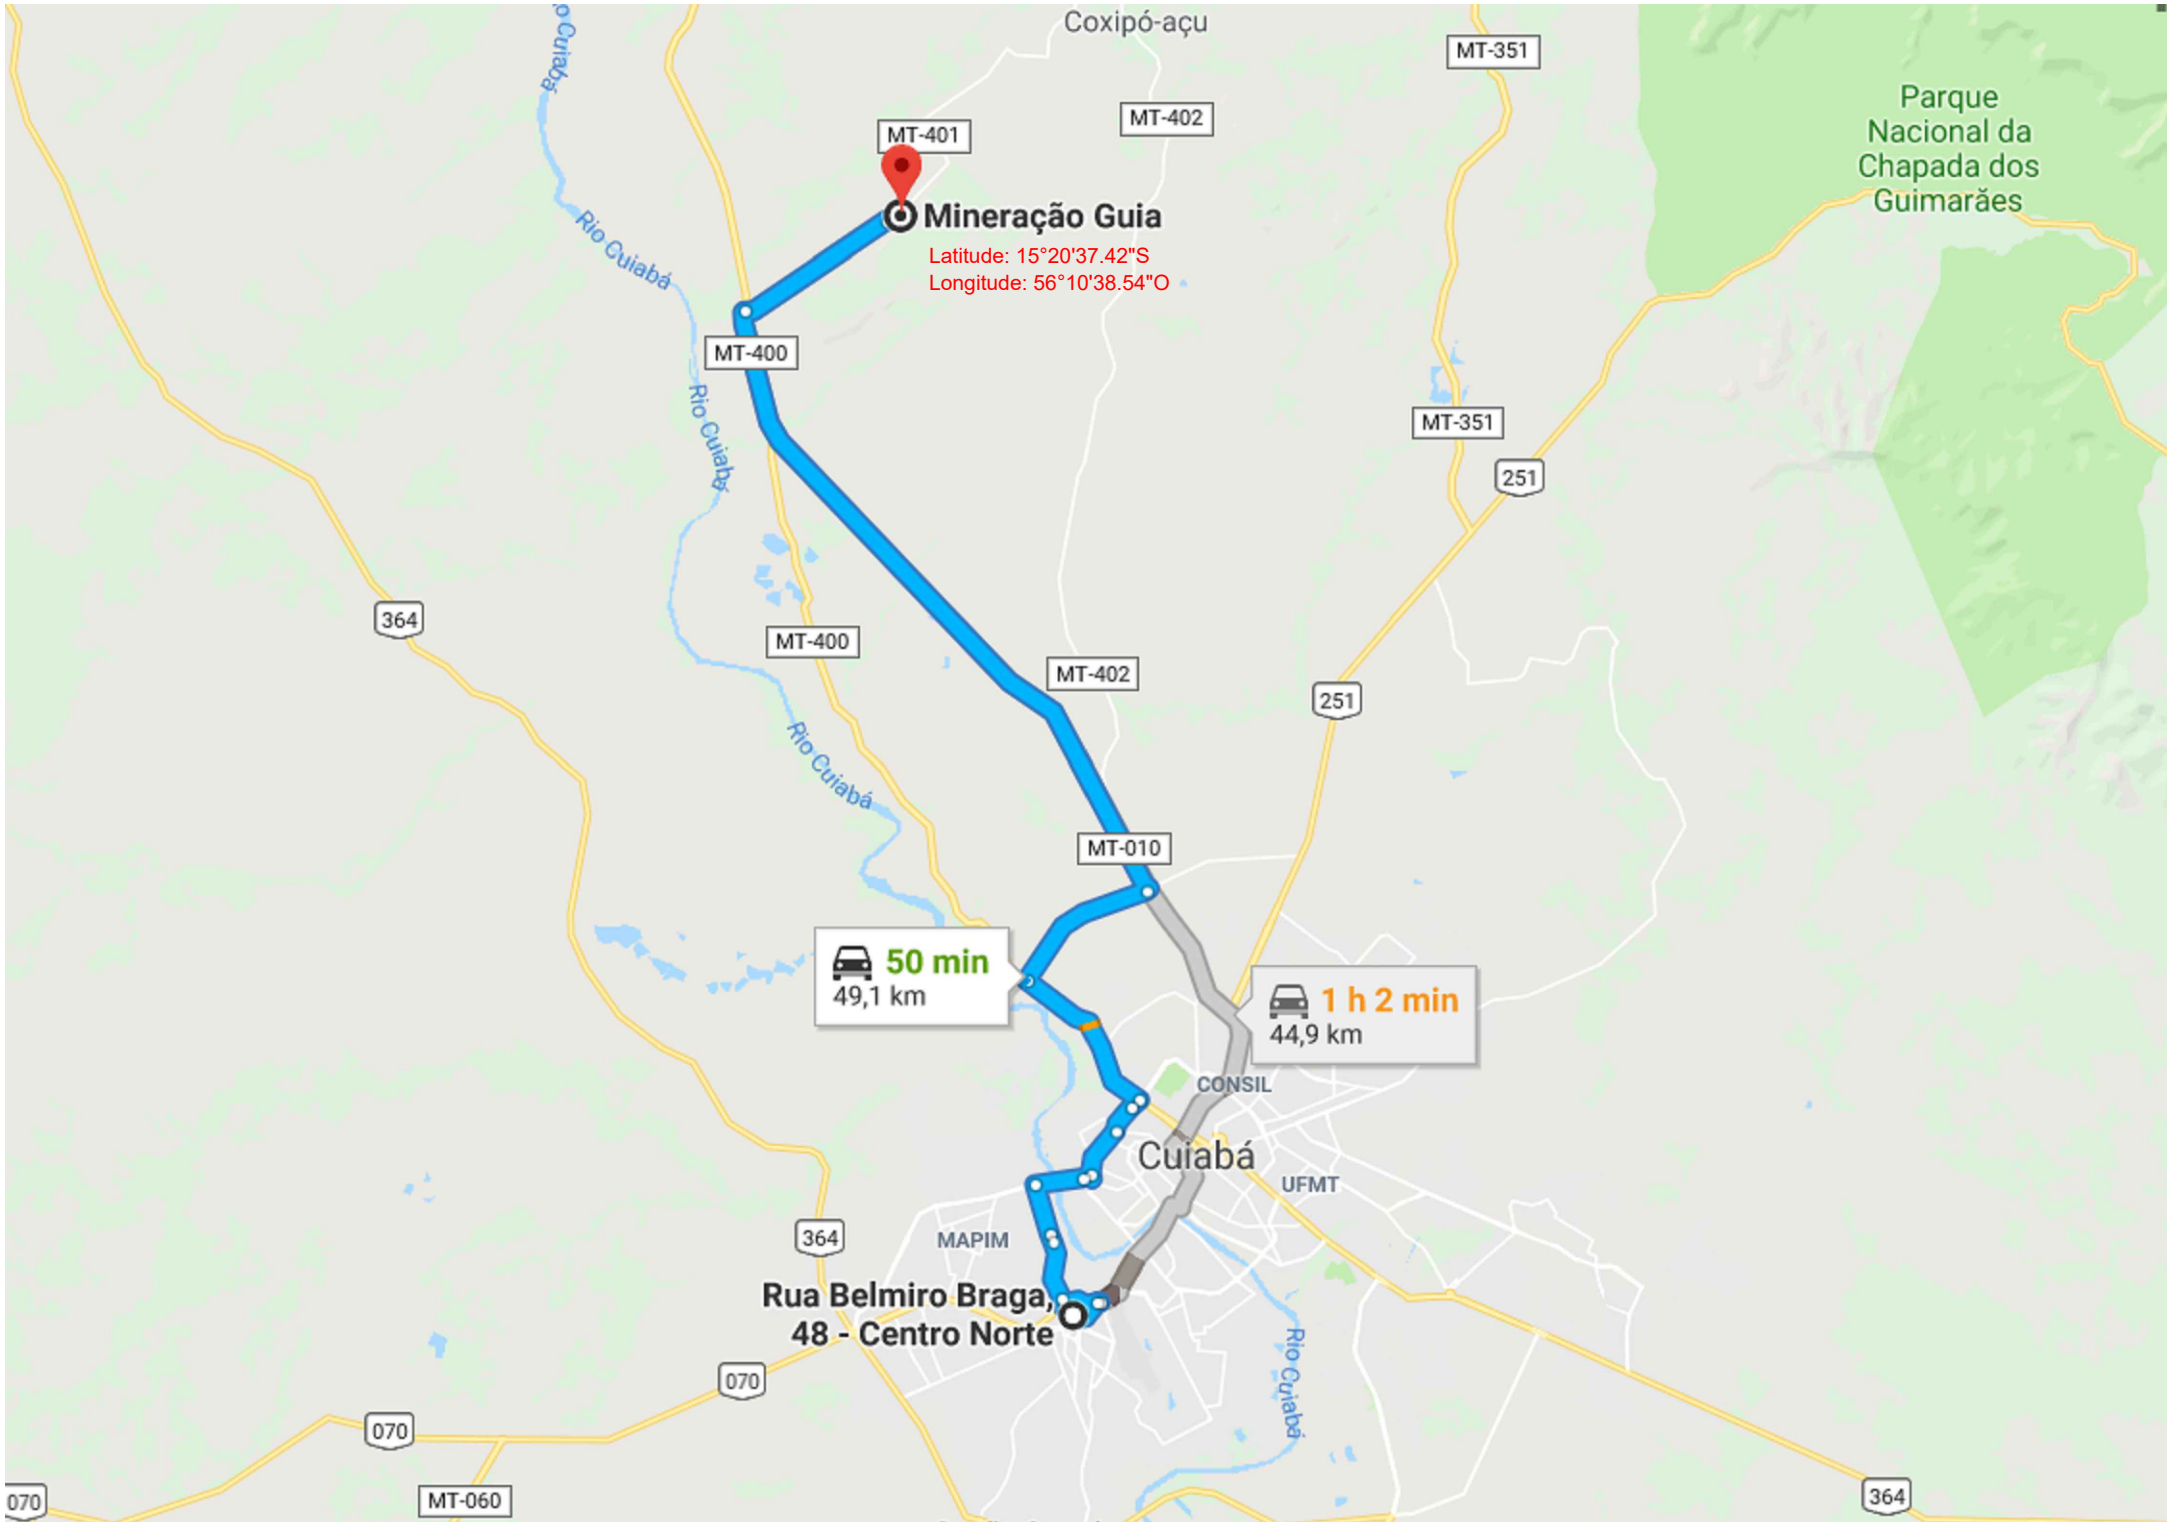 Coxipó-açu
o Cuiabá
MT-351
Parque
Nacional da
Chapada dos
Guimarães
MT-402
MT-401
Mineração Guia
Latitude: 15°20'37.42"S
Longitude: 56°10'38.54"O
Rio Cuiabá
MT-400
Rio Cuiabá
MT-351
251
364
MT-400
MT-402
251
Rio Cuiabá
MT-010
50 min
49,1 km
1 h 2 min
44,9 km
CONSIL
Cuiabá
UFMT
364
MAPIM
Rua Belmiro Braga,
48 - Centro Norte
Rio Cuiabá
070
070
070
MT-060
364